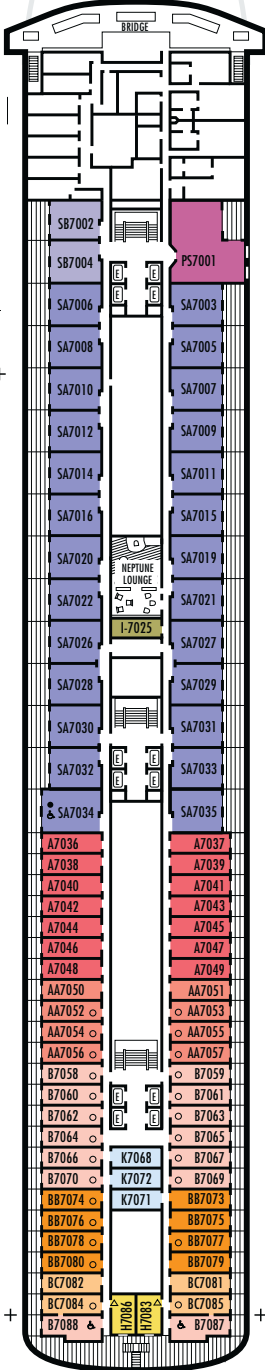 BRIDGE
SB7002
SB7004 PS7001
E E
E E
SA7006 SA7003
SA7008 SA7005
SA7010 SA7007
SA7012 SA7009
SA7014 SA7011
SA7016 SA7015
SA7020 SA7019
NEPTUNE
LOUNGE
SA7022 SA7021
I-7025
SA7026 SA7027
SA7028 SA7029
SA7030 SA7031
E E
SA7032 SA7033
E E
SA7034 SA7035
A7036 A7037
A7038 A7039
A7040 A7041
A7042 A7043
A7044 A7045
A7046 A7047
A7048 A7049
AA7050 AA7051
AA7052 AA7053
AA7054 AA7055
AA7056 AA7057
B7058 B7059
B7060 E E B7061
B7062 E E B7063
B7064 B7065
B7066 K7068 B7067
B7070 K7072 B7069
BB7074 K7071 BB7073
BB7076 BB7075
BB7078 BB7077
BB7080 BB7079
BC7082 BC7081
BC7084 BC7085
B7088 H7086 H7083 B7087